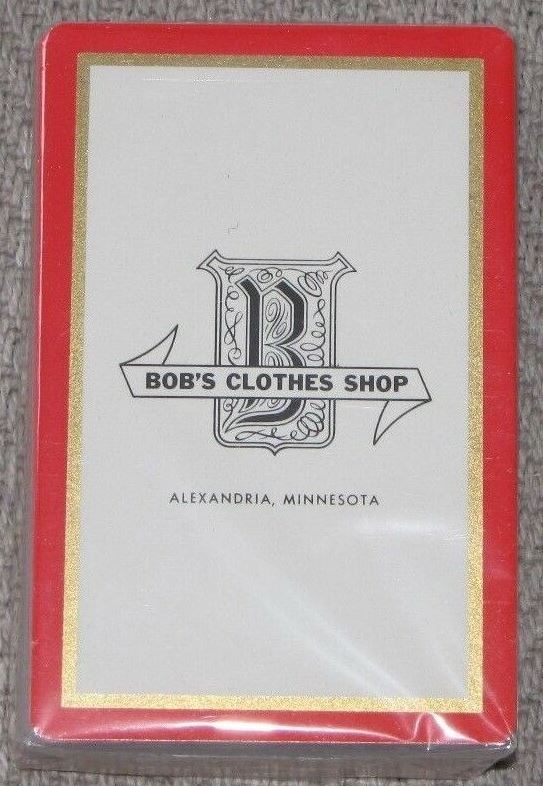 B
BOB'S CLOTHES SHOP
ALEXANDRIA, MINNESOTA